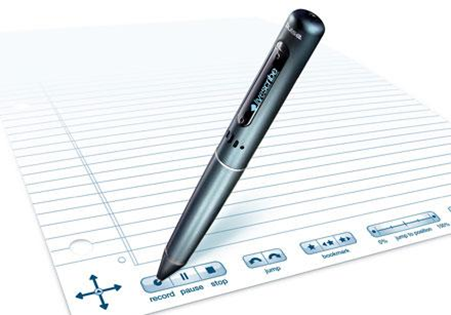 livescribe
record pause stop
jump
bookmark
0% jump to position 100%